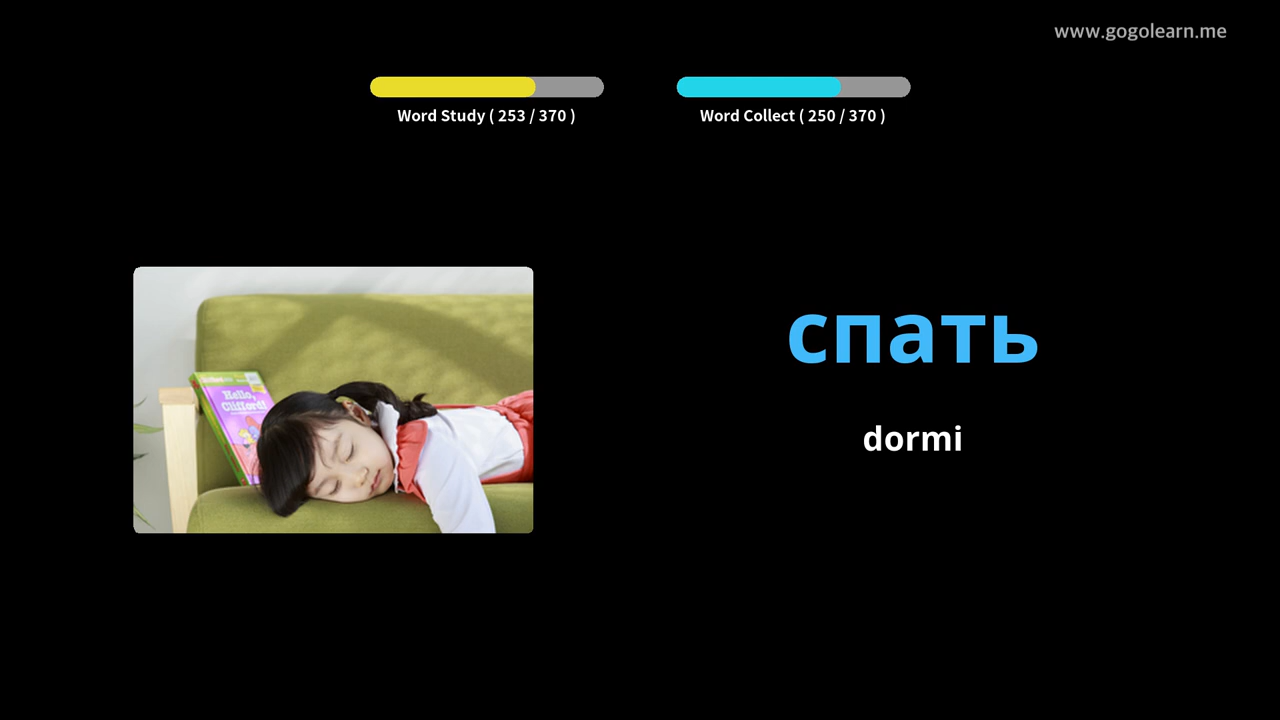 www.gogolearn.me
Word Study ( 253 / 370 )
Word Collect ( 250 / 370 )
спать
dormi
Hello,
Clifford!